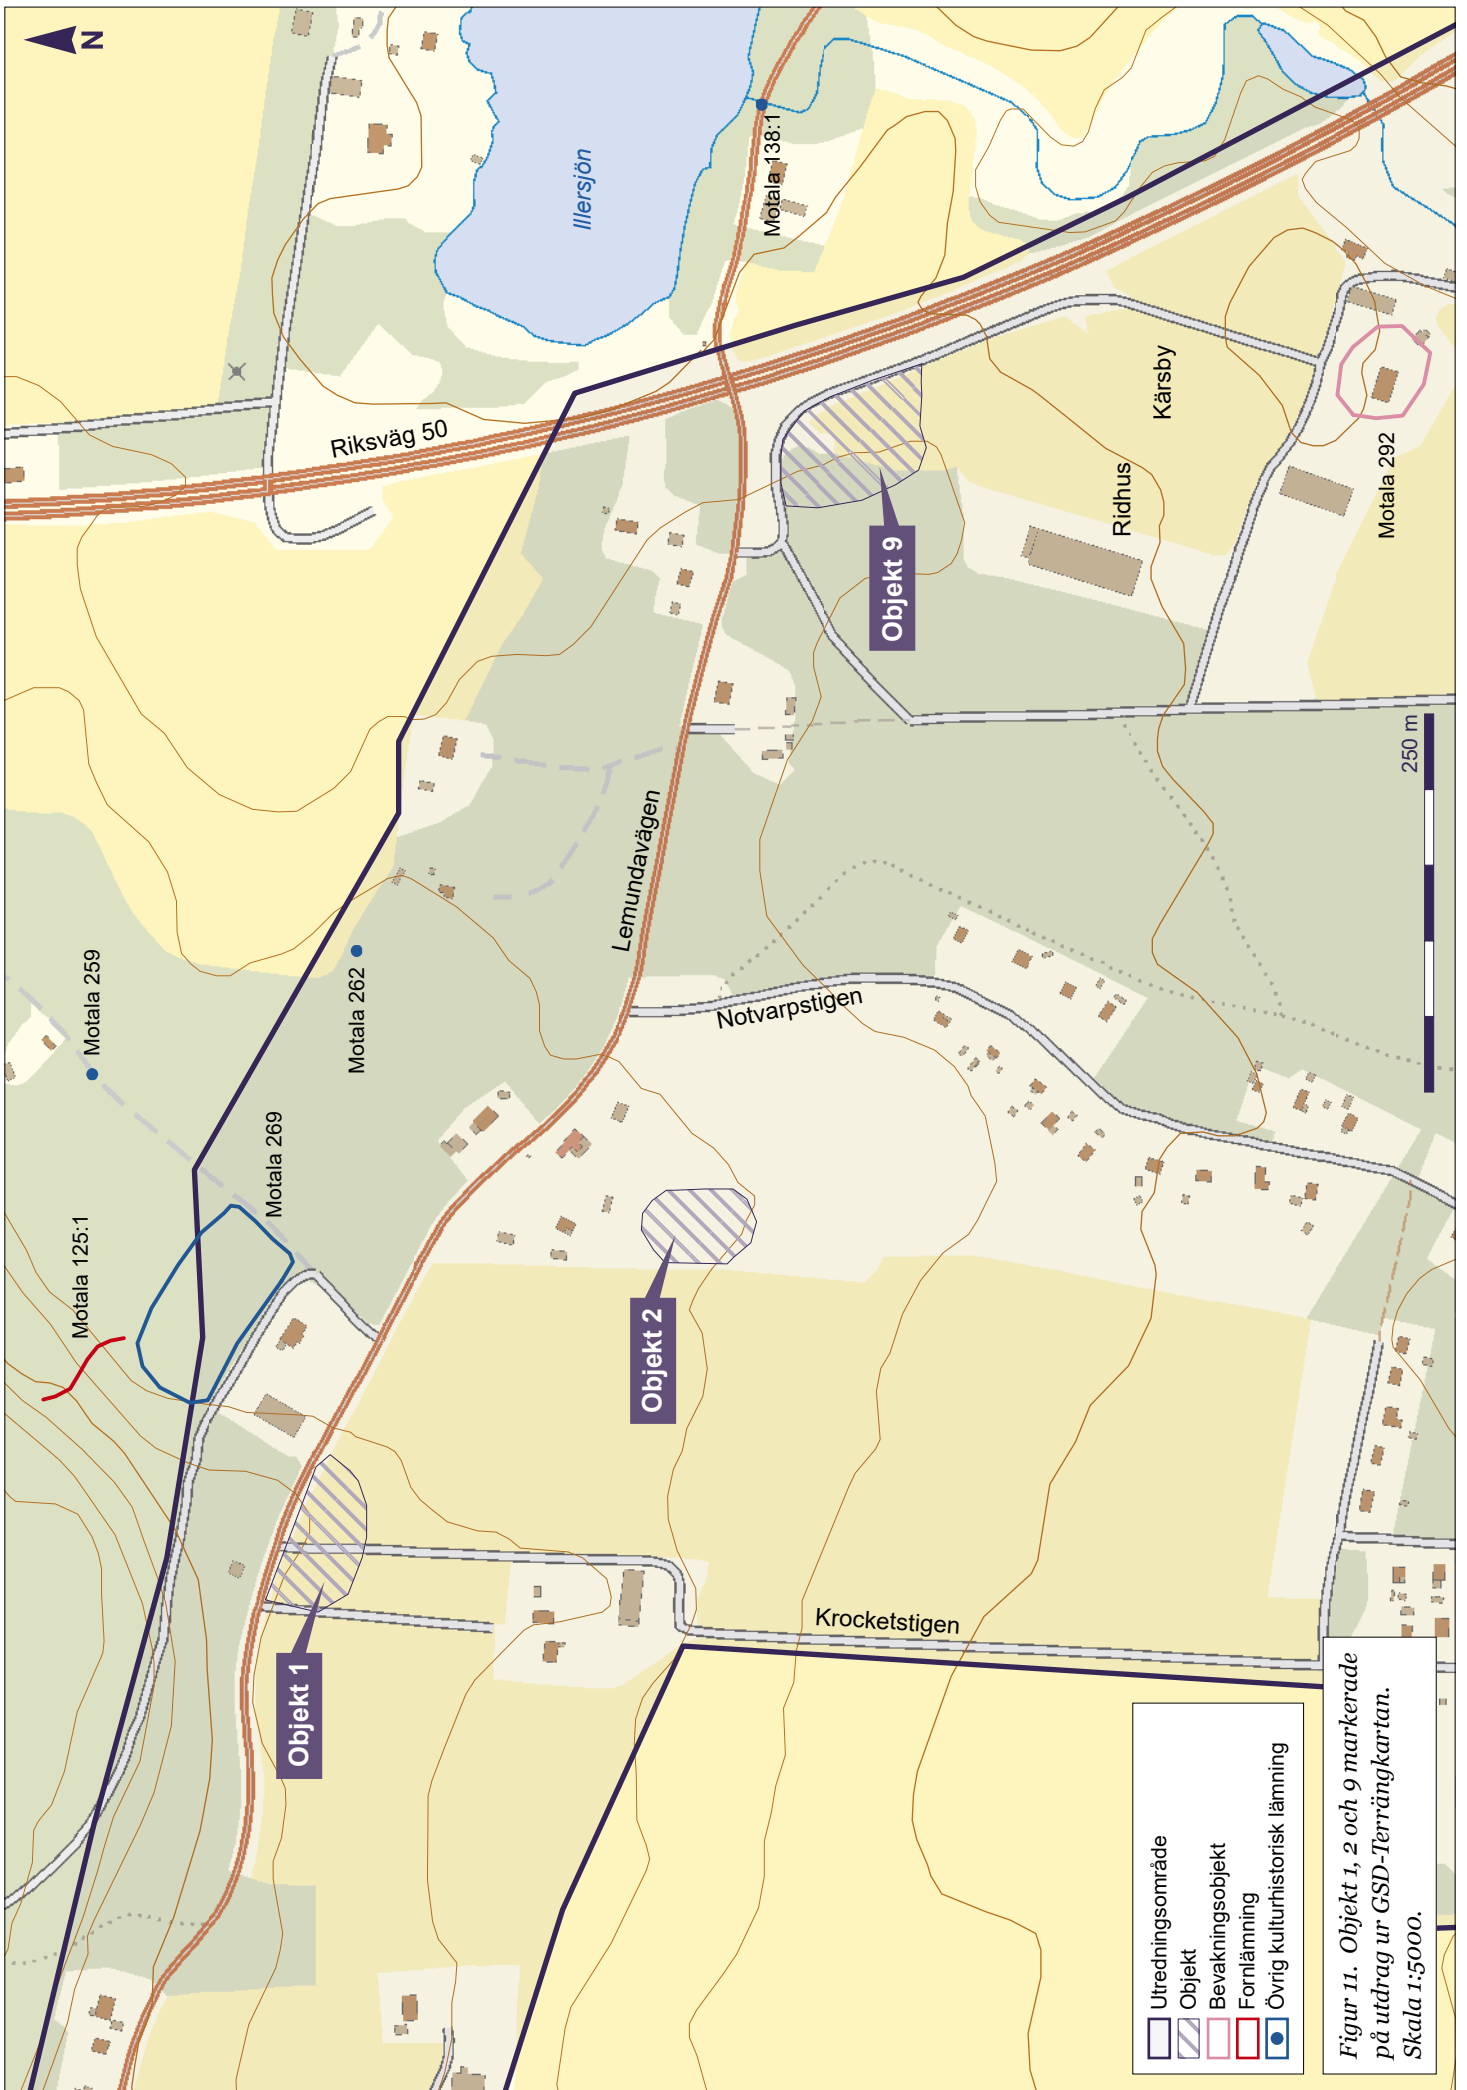 N
Illersjön
Motala 138:1
Riksväg 50
Kärsby
Ridhus
Motala 292
Objekt 9
Lemundavägen
Notvarpstigen
Motala 259
Motala 262
Motala 269
Motala 125:1
Objekt 2
Objekt 1
Krocketstigen
250 m
Utredningsområde
Objekt
Bevakningsobjekt
Fornlämning
Övrig kulturhistorisk lämning
Figur 11. Objekt 1, 2 och 9 markerade
på utdrag ur GSD-Terrängkartan.
Skala 1:5000.